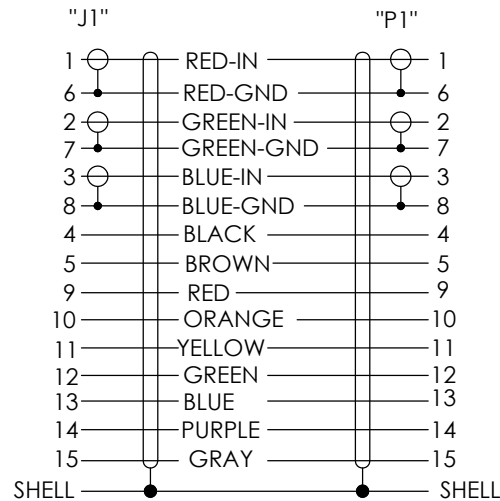 "J1" "P1"
1 RED-IN 1
6 RED-GND 6
2 GREEN-IN 2
7 GREEN-GND 7
3 BLUE-IN 3
8 BLUE-GND 8
4 BLACK 4
5 BROWN 5
9 RED 9
10 ORANGE 10
11 YELLOW 11
12 GREEN 12
13 BLUE 13
14 PURPLE 14
15 GRAY 15
SHELL SHELL